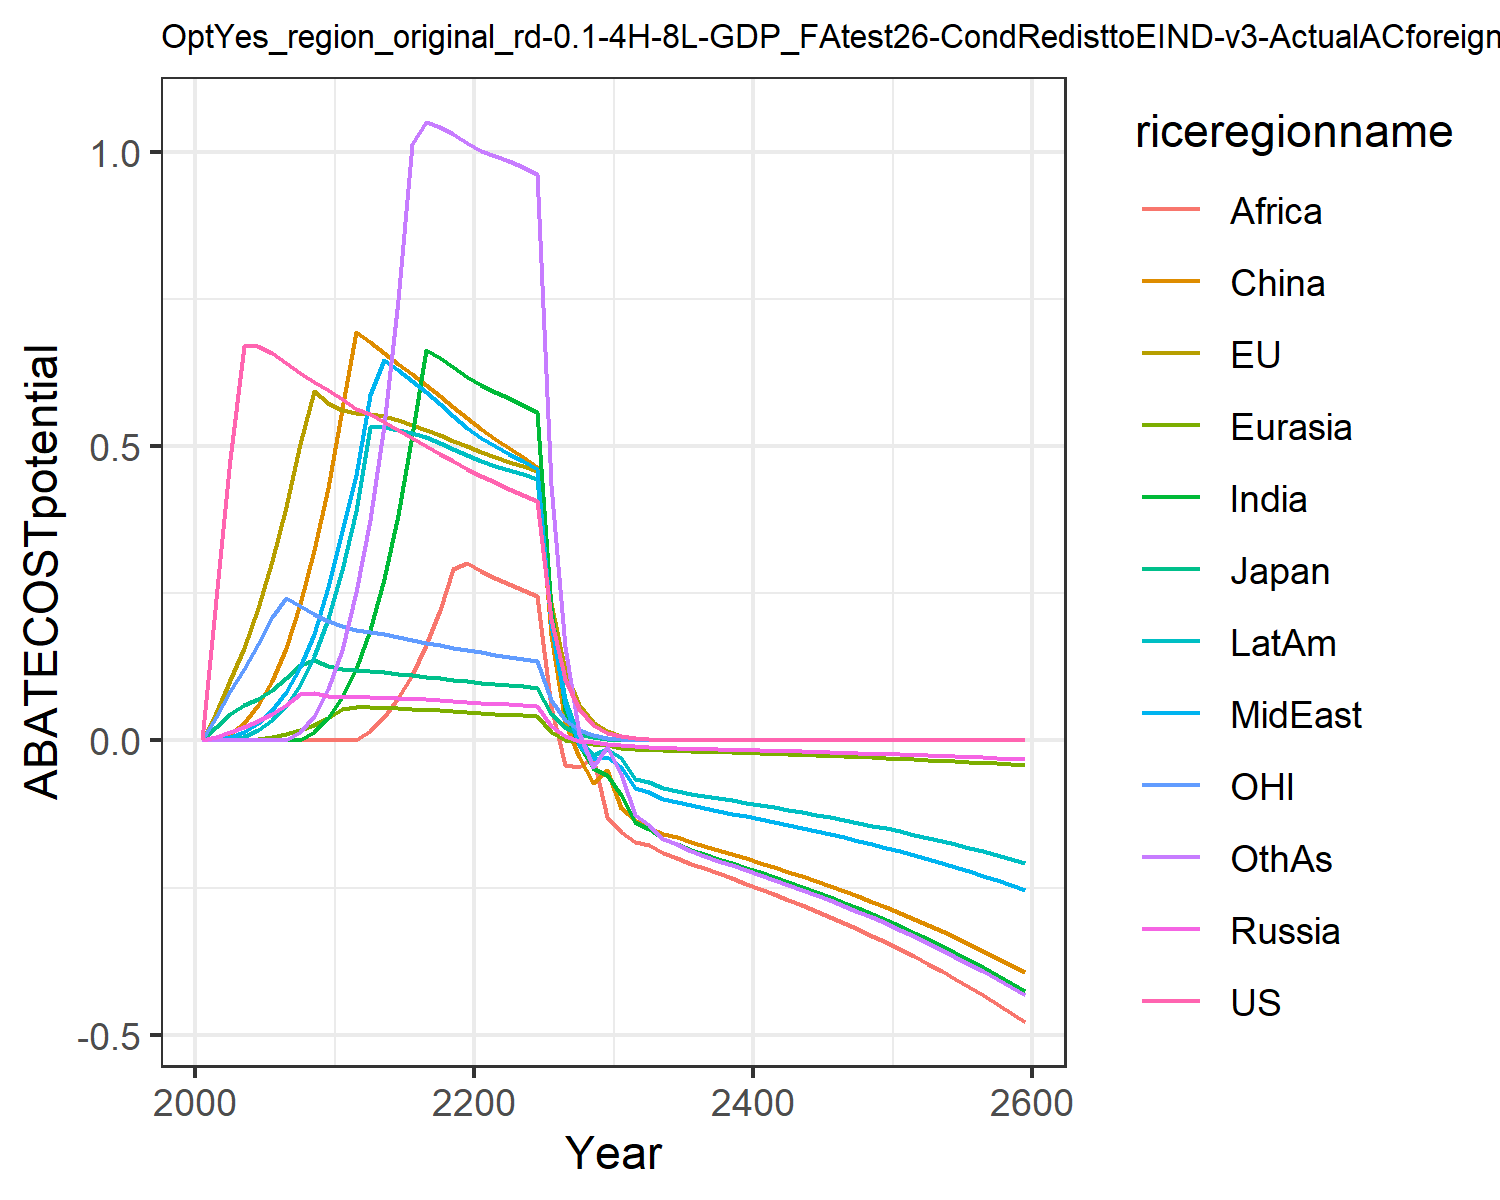 OptYes_region_original_rd-0.1-4H-8L-GDP_FAtest26-CondRedisttoEIND-v3-ActualACforeign
ABATECOSTpotential
1.0
0.5
0.0
-0.5
2000
2200
2400
2600
Year
riceregionname
Africa
China
EU
Eurasia
India
Japan
LatAm
MidEast
OHI
OthAs
Russia
US